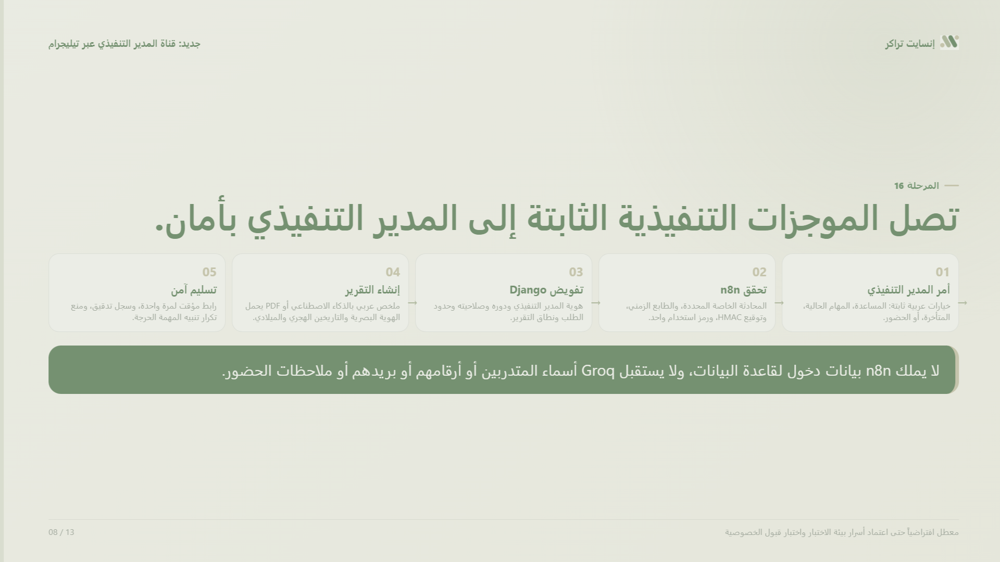 إنسايت تراكر
جديد: قناة المدير التنفيذي عبر تيليجرام
المرحلة 16
تصل الموجزات التنفيذية الثابتة إلى المدير التنفيذي بأمان.
01
أمر المدير التنفيذي
خيارات عربية ثابتة: المساعدة، المهام الحالية،
المتأخرة، أو الحضور.
→
02
تحقق n8n
المحادثة الخاصة المحددة، والطابع الزمني،
وتوقيع HMAC، ورمز استخدام واحد.
→
03
تفويض Django
هوية المدير التنفيذي ودوره وصلاحيته وحدود
الطلب ونطاق التقرير.
→
04
إنشاء التقرير
ملخص عربي بالذكاء الاصطناعي أو PDF يحمل
الهوية البصرية والتاريخين الهجري والميلادي.
→
05
تسليم آمن
رابط مؤقت لمرة واحدة، وسجل تدقيق، ومنع
تكرار تنبيه المهمة الحرجة.
لا يملك n8n بيانات دخول لقاعدة البيانات، ولا يستقبل Groq أسماء المتدربين أو أرقامهم أو بريدهم أو ملاحظات الحضور.
معطل افتراضياً حتى اعتماد أسرار بيئة الاختبار واختبار قبول الخصوصية
08 / 13